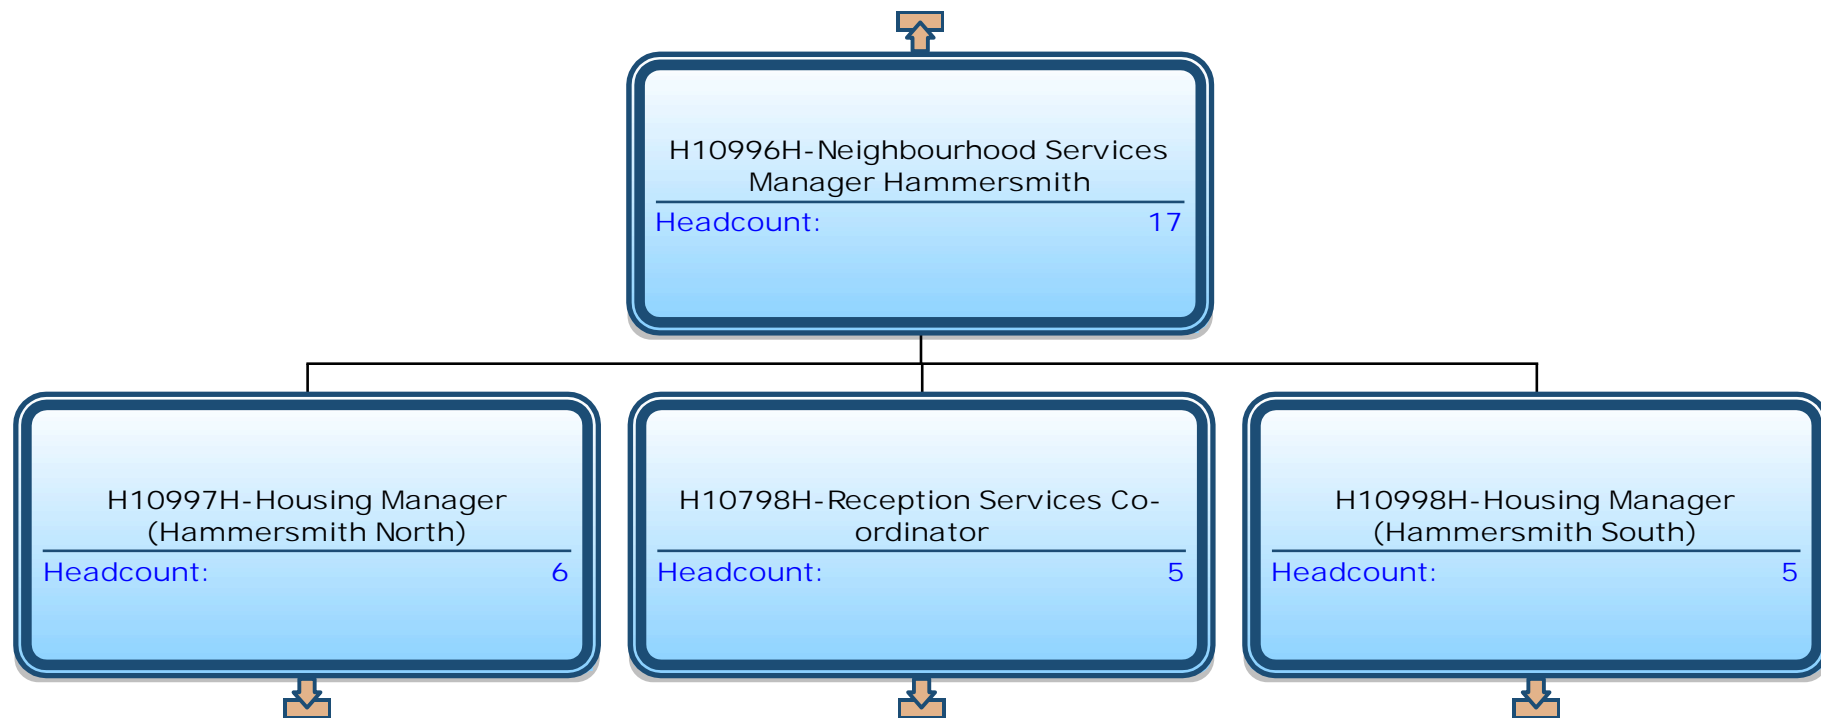 H10996H-Neighbourhood Services
Manager Hammersmith
Headcount: 17
H10997H-Housing Manager
(Hammersmith North)
Headcount: 6
H10798H-Reception Services Co-
ordinator
Headcount: 5
H10998H-Housing Manager
(Hammersmith South)
Headcount: 5